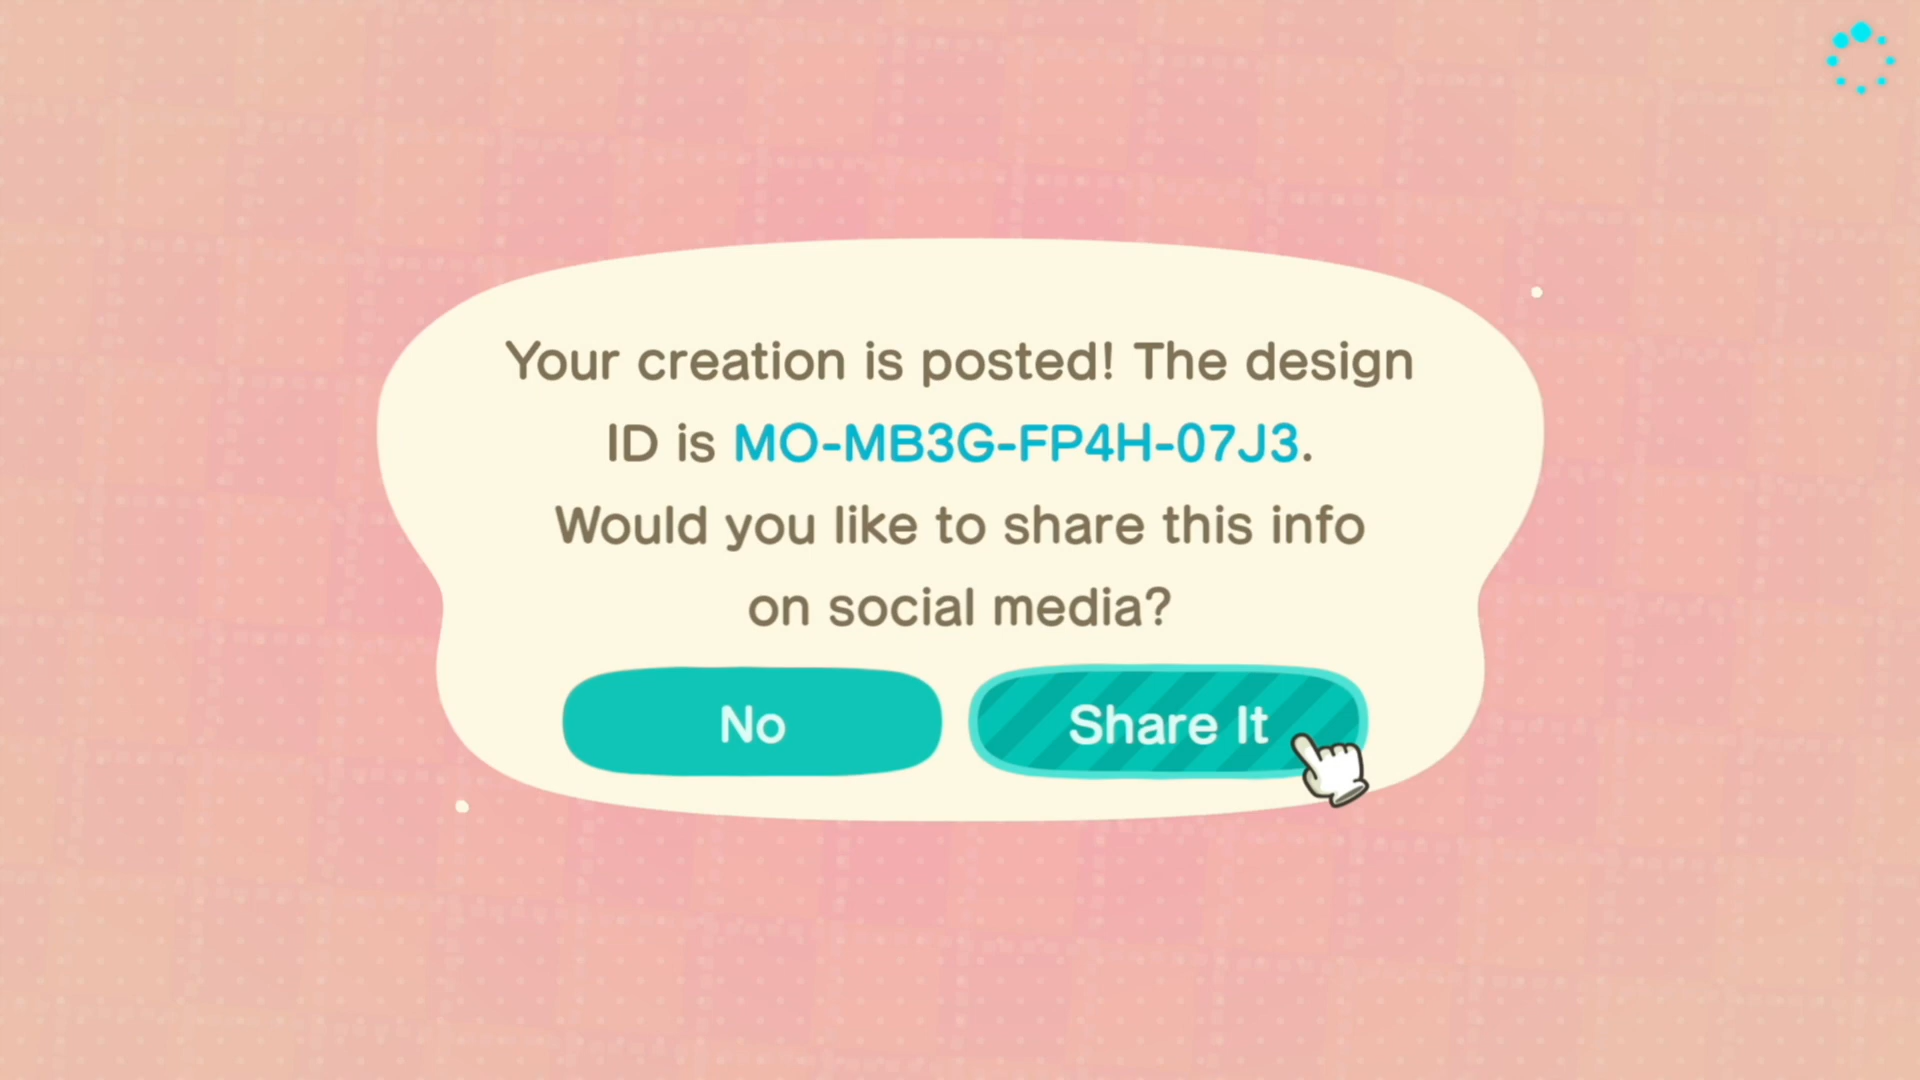 Your creation is posted! The design
ID is MO-MB3G-FP4H-07J3.
Would you like to share this info
on social media?
No
Share It